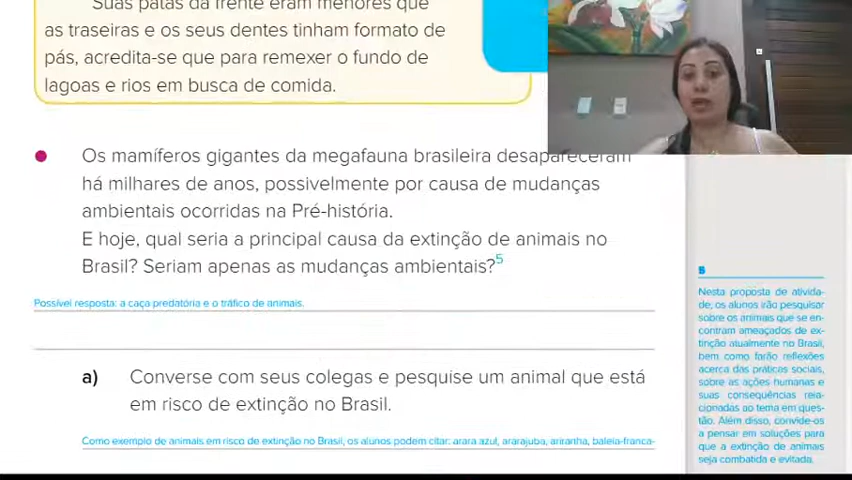 Suas patas da frente eram menores que
as traseiras e os seus dentes tinham formato de
pás, acredita-se que para remexer o fundo de
lagoas e rios em busca de comida.
Os mamíferos gigantes da megafauna brasileira desapareceram
há milhares de anos, possivelmente por causa de mudanças
ambientais ocorridas na Pré-história.
E hoje, qual seria a principal causa da extinção de animais no
Brasil? Seriam apenas as mudanças ambientais?5
Possível resposta: a caça predatória e o tráfico de animais.
a) Converse com seus colegas e pesquise um animal que está
em risco de extinção no Brasil.
Como exemplo de animais em risco de extinção no Brasil, os alunos podem citar: arara azul, ararajuba, ariranha, baleia-franca-
5
Nesta proposta de ativida-
de, os alunos irão pesquisar
sobre os animais que se en-
contram ameaçados de ex-
tinção atualmente no Brasil,
bem como farão reflexões
acerca das práticas sociais,
sobre as ações humanas e
suas consequências rela-
cionadas ao tema em ques-
tão. Além disso, convide-os
a pensar em soluções para
que a extinção de animais
seja combatida e evitada.